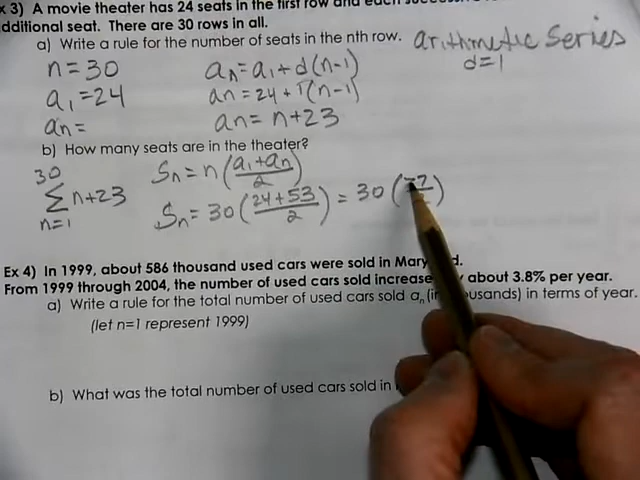 3) A movie theater has 24 seats in the first row and each
dditional seat. There are 30 rows in all.
a) Write a rule for the number of seats in the nth row.
arithmetic series
d=1
n=30
a₁=24
an=
an=a₁+d(n-1)
an=24+1(n-1)
an=n+23
b) How many seats are in the theater?
30
∑ n+23
n=1
Sn=n(a₁+an/2)
Sn=30(24+53/2)=30(77/
Ex 4) In 1999, about 586 thousand used cars were sold in Mary d.
From 1999 through 2004, the number of used cars sold increase about 3.8% per year.
a) Write a rule for the total number of used cars sold aₙ (in ousands) in terms of year.
(let n=1 represent 1999)
b) What was the total number of used cars sold in